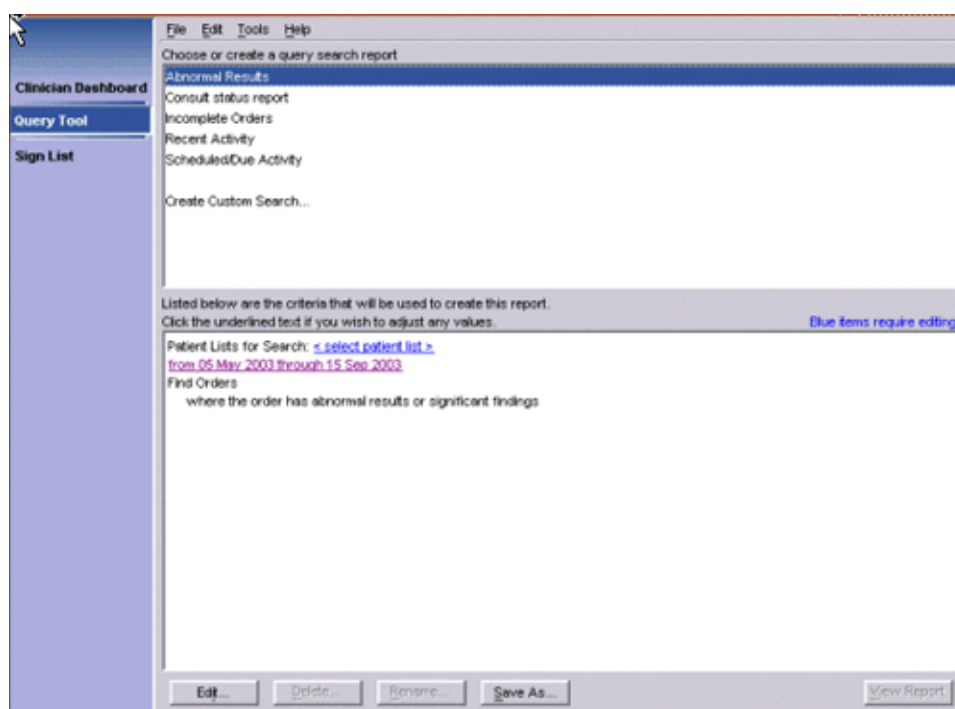 File Edit Tools Help
Choose or create a query search report
Clinician Dashboard
Query Tool
Sign List
Abnormal Results
Consult status report
Incomplete Orders
Recent Activity
Scheduled/Due Activity
Create Custom Search...
Listed below are the criteria that will be used to create this report.
Click the underlined text if you wish to adjust any values. Blue items require editing
Patient Lists for Search: < select patient list >
from 05 May 2003 through 15 Sep 2003
Find Orders
where the order has abnormal results or significant findings
Edit... Delete... Rename... Save As... View Report